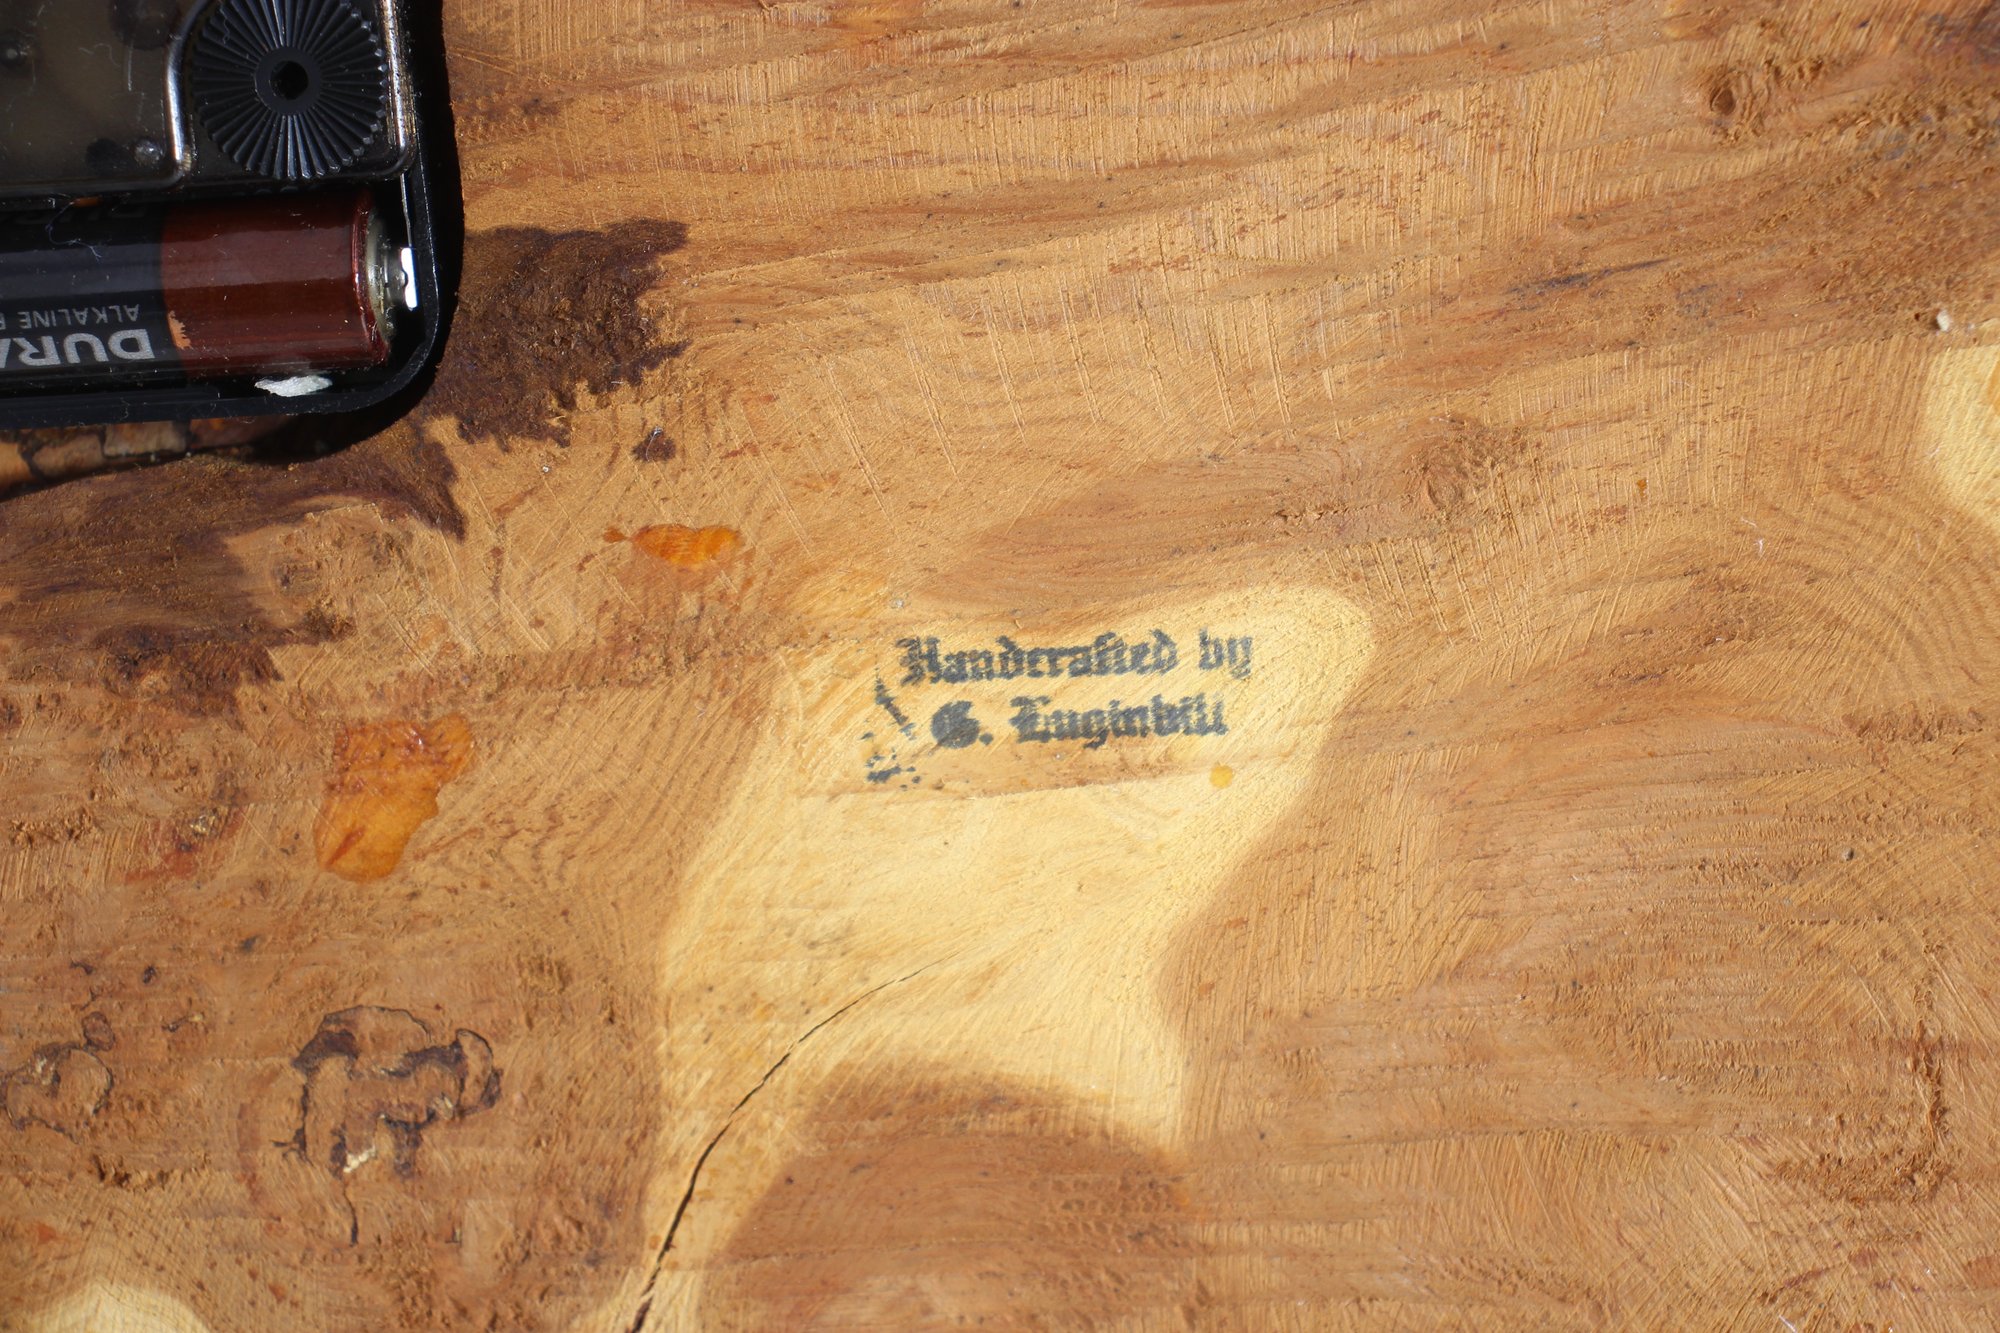 DURA
ALKALINE
Handcrafted by
G. Luginbill